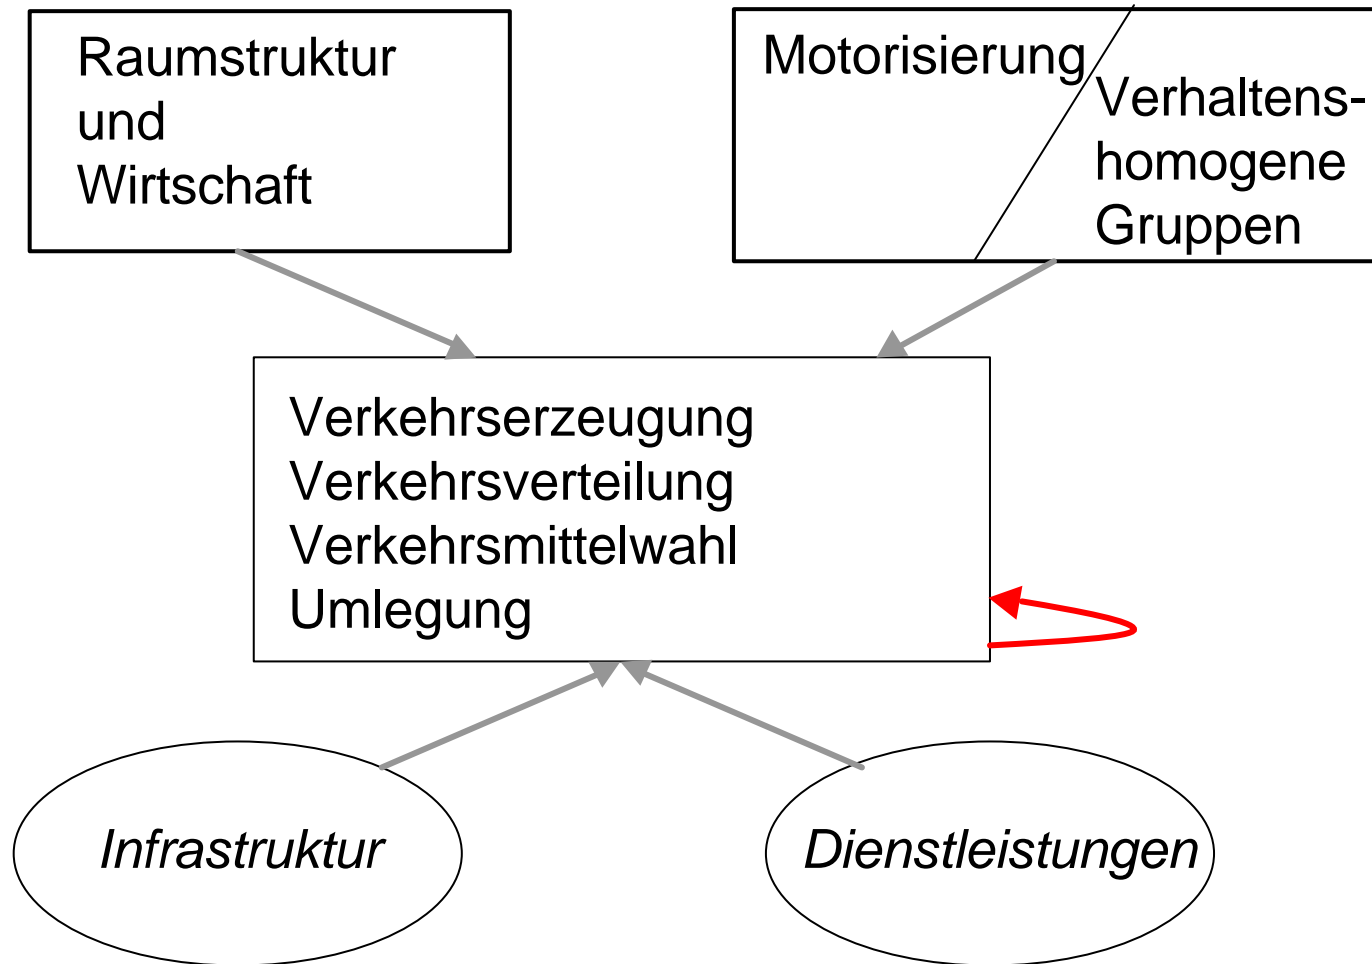 Raumstruktur
und
Wirtschaft
Motorisierung
Verhaltens-
homogene
Gruppen
Verkehrserzeugung
Verkehrsverteilung
Verkehrsmittelwahl
Umlegung
Infrastruktur
Dienstleistungen